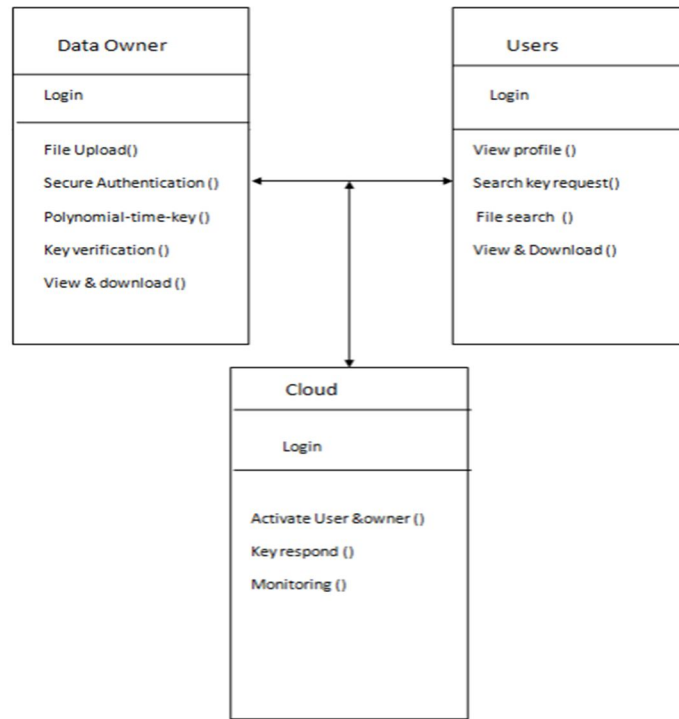 Data Owner
Login
File Upload()
Secure Authentication ()
Polynomial-time-key()
Key verification ()
View & download ()
Users
Login
View profile ()
Search key request()
File search ()
View & Download ()
Cloud
Login
Activate User &owner ()
Key respond ()
Monitoring ()